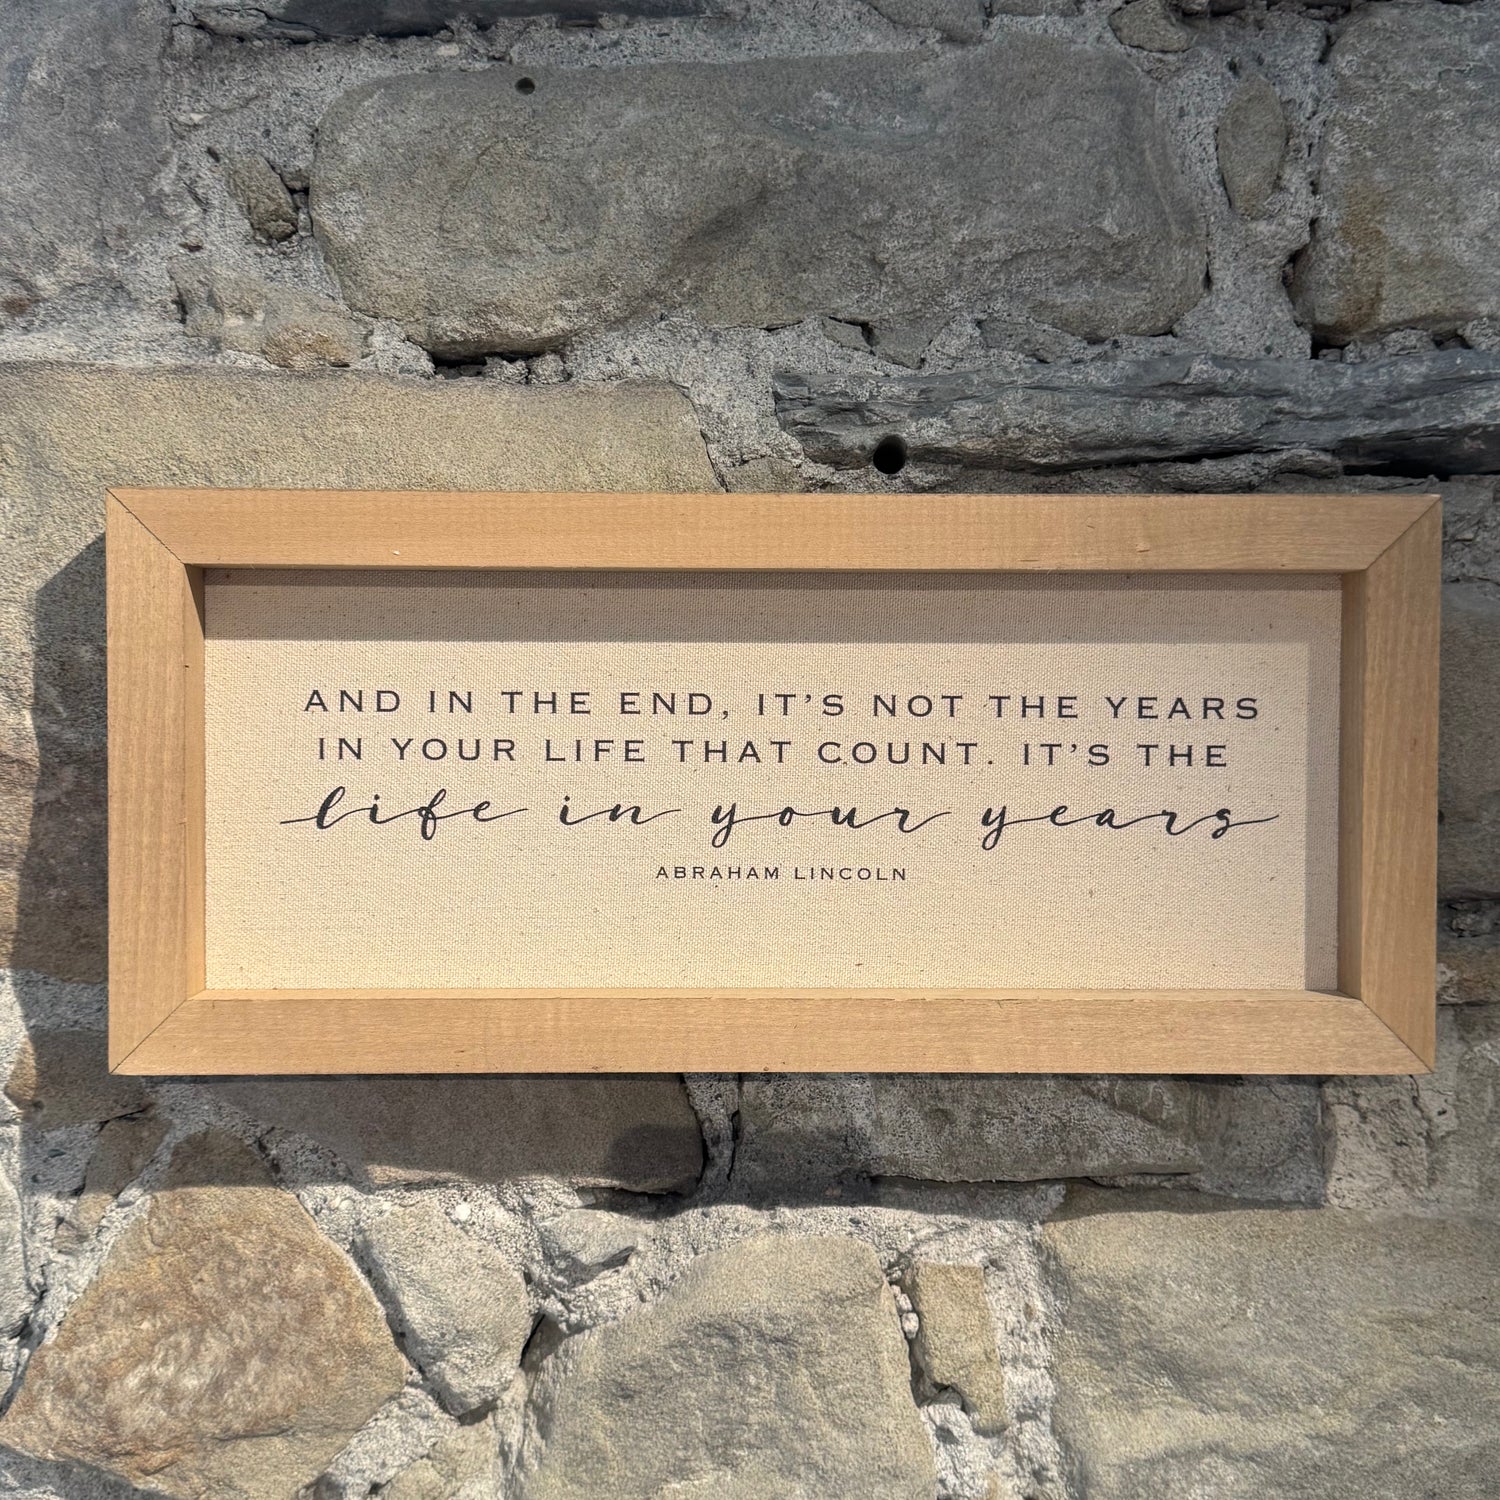 AND IN THE END, IT'S NOT THE YEARS
IN YOUR LIFE THAT COUNT. IT'S THE
life in your years
ABRAHAM LINCOLN